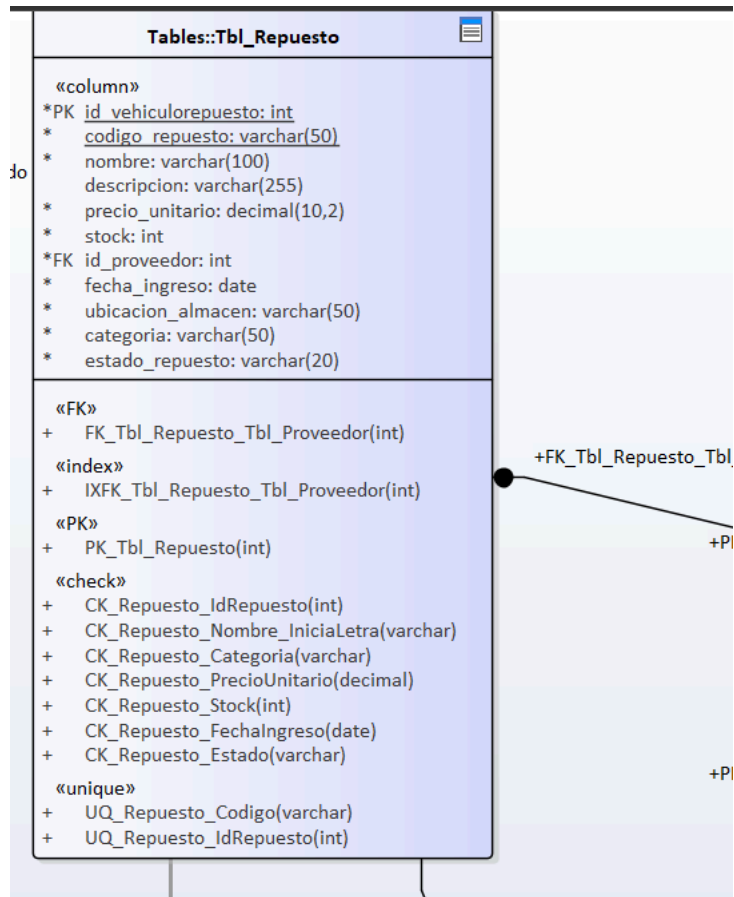 Tables::Tbl_Repuesto
«column»
*PK id_vehiculorepuesto: int
* codigo_repuesto: varchar(50)
* nombre: varchar(100)
do
descripcion: varchar(255)
* precio_unitario: decimal(10,2)
* stock: int
*FK id_proveedor: int
* fecha_ingreso: date
* ubicacion_almacen: varchar(50)
* categoria: varchar(50)
* estado_repuesto: varchar(20)
«FK»
+ FK_Tbl_Repuesto_Tbl_Proveedor(int)
«index»
+ IXFK_Tbl_Repuesto_Tbl_Proveedor(int)
«PK»
+ PK_Tbl_Repuesto(int)
«check»
+ CK_Repuesto_IdRepuesto(int)
+ CK_Repuesto_Nombre_IniciaLetra(varchar)
+ CK_Repuesto_Categoria(varchar)
+ CK_Repuesto_PrecioUnitario(decimal)
+ CK_Repuesto_Stock(int)
+ CK_Repuesto_FechaIngreso(date)
+ CK_Repuesto_Estado(varchar)
«unique»
+ UQ_Repuesto_Codigo(varchar)
+ UQ_Repuesto_IdRepuesto(int)
+FK_Tbl_Repuesto_Tbl_